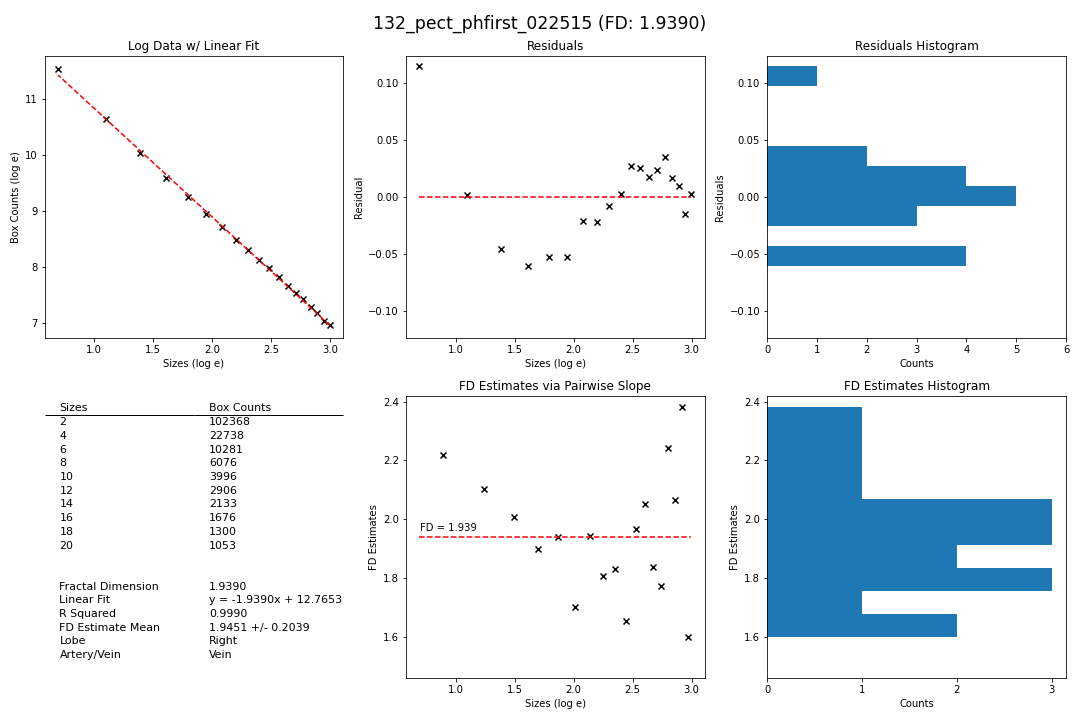 132_pect_phfirst_022515 (FD: 1.9390)
Log Data w/ Linear Fit
11
10
9
8
7
Box Counts (log e)
1.0 1.5 2.0 2.5 3.0
Sizes (log e)
Residuals
0.10
0.05
0.00
−0.05
−0.10
Residual
1.0 1.5 2.0 2.5 3.0
Sizes (log e)
Residuals Histogram
0.10
0.05
0.00
−0.05
−0.10
Residuals
0 1 2 3 4 5 6
Counts
Sizes Box Counts
2 102368
4 22738
6 10281
8 6076
10 3996
12 2906
14 2133
16 1676
18 1300
20 1053
Fractal Dimension 1.9390
Linear Fit y = -1.9390x + 12.7653
R Squared 0.9990
FD Estimate Mean 1.9451 +/- 0.2039
Lobe Right
Artery/Vein Vein
FD Estimates via Pairwise Slope
2.4
2.2
2.0
1.8
1.6
FD Estimates
FD = 1.939
1.0 1.5 2.0 2.5 3.0
Sizes (log e)
FD Estimates Histogram
2.4
2.2
2.0
1.8
1.6
FD Estimates
0 1 2 3
Counts